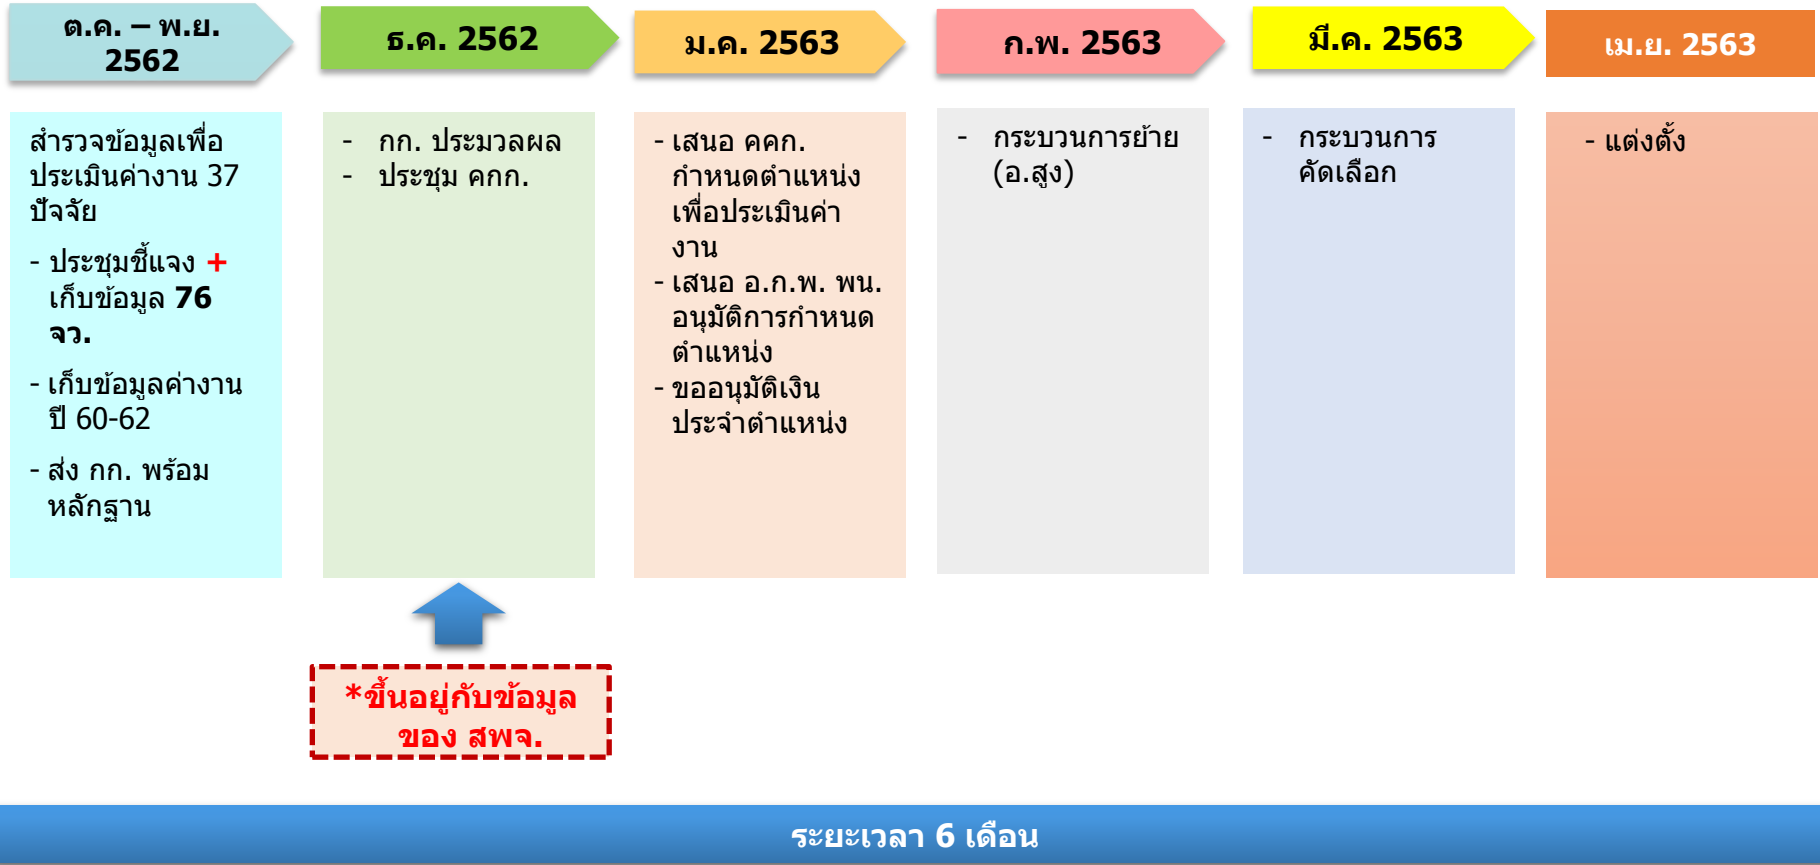 ต.ค. – พ.ย.
2562
ธ.ค. 2562
ม.ค. 2563
ก.พ. 2563
มี.ค. 2563
เม.ย. 2563
สำรวจข้อมูลเพื่อ
ประเมินค่างาน 37
ปัจจัย
- ประชุมชี้แจง +
เก็บข้อมูล 76
จว.
- เก็บข้อมูลค่างาน
ปี 60-62
- ส่ง กก. พร้อม
หลักฐาน
- กก. ประมวลผล
- ประชุม คกก.
- เสนอ คคก.
กำหนดตำแหน่ง
เพื่อประเมินค่า
งาน
- เสนอ อ.ก.พ. พน.
อนุมัติการกำหนด
ตำแหน่ง
- ขออนุมัติเงิน
ประจำตำแหน่ง
- กระบวนการย้าย
(อ.สูง)
- กระบวนการ
คัดเลือก
- แต่งตั้ง
*ขึ้นอยู่กับข้อมูล
ของ สพจ.
ระยะเวลา 6 เดือน